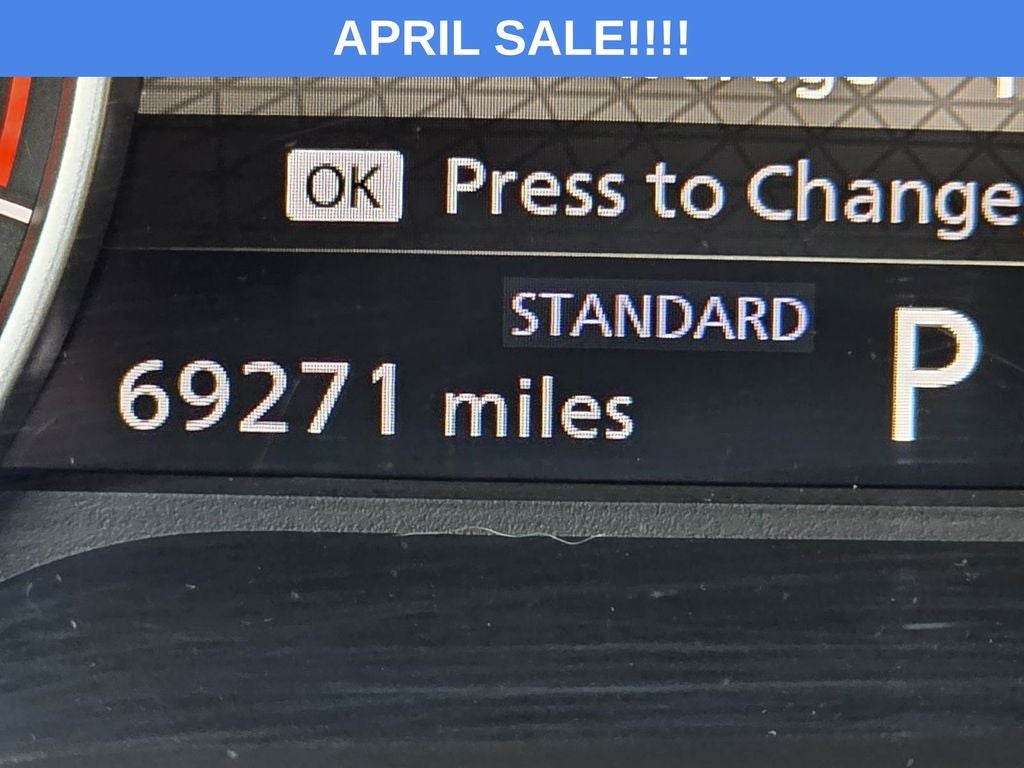 APRIL SALE!!!!
OK Press to Change
STANDARD
P
69271 miles